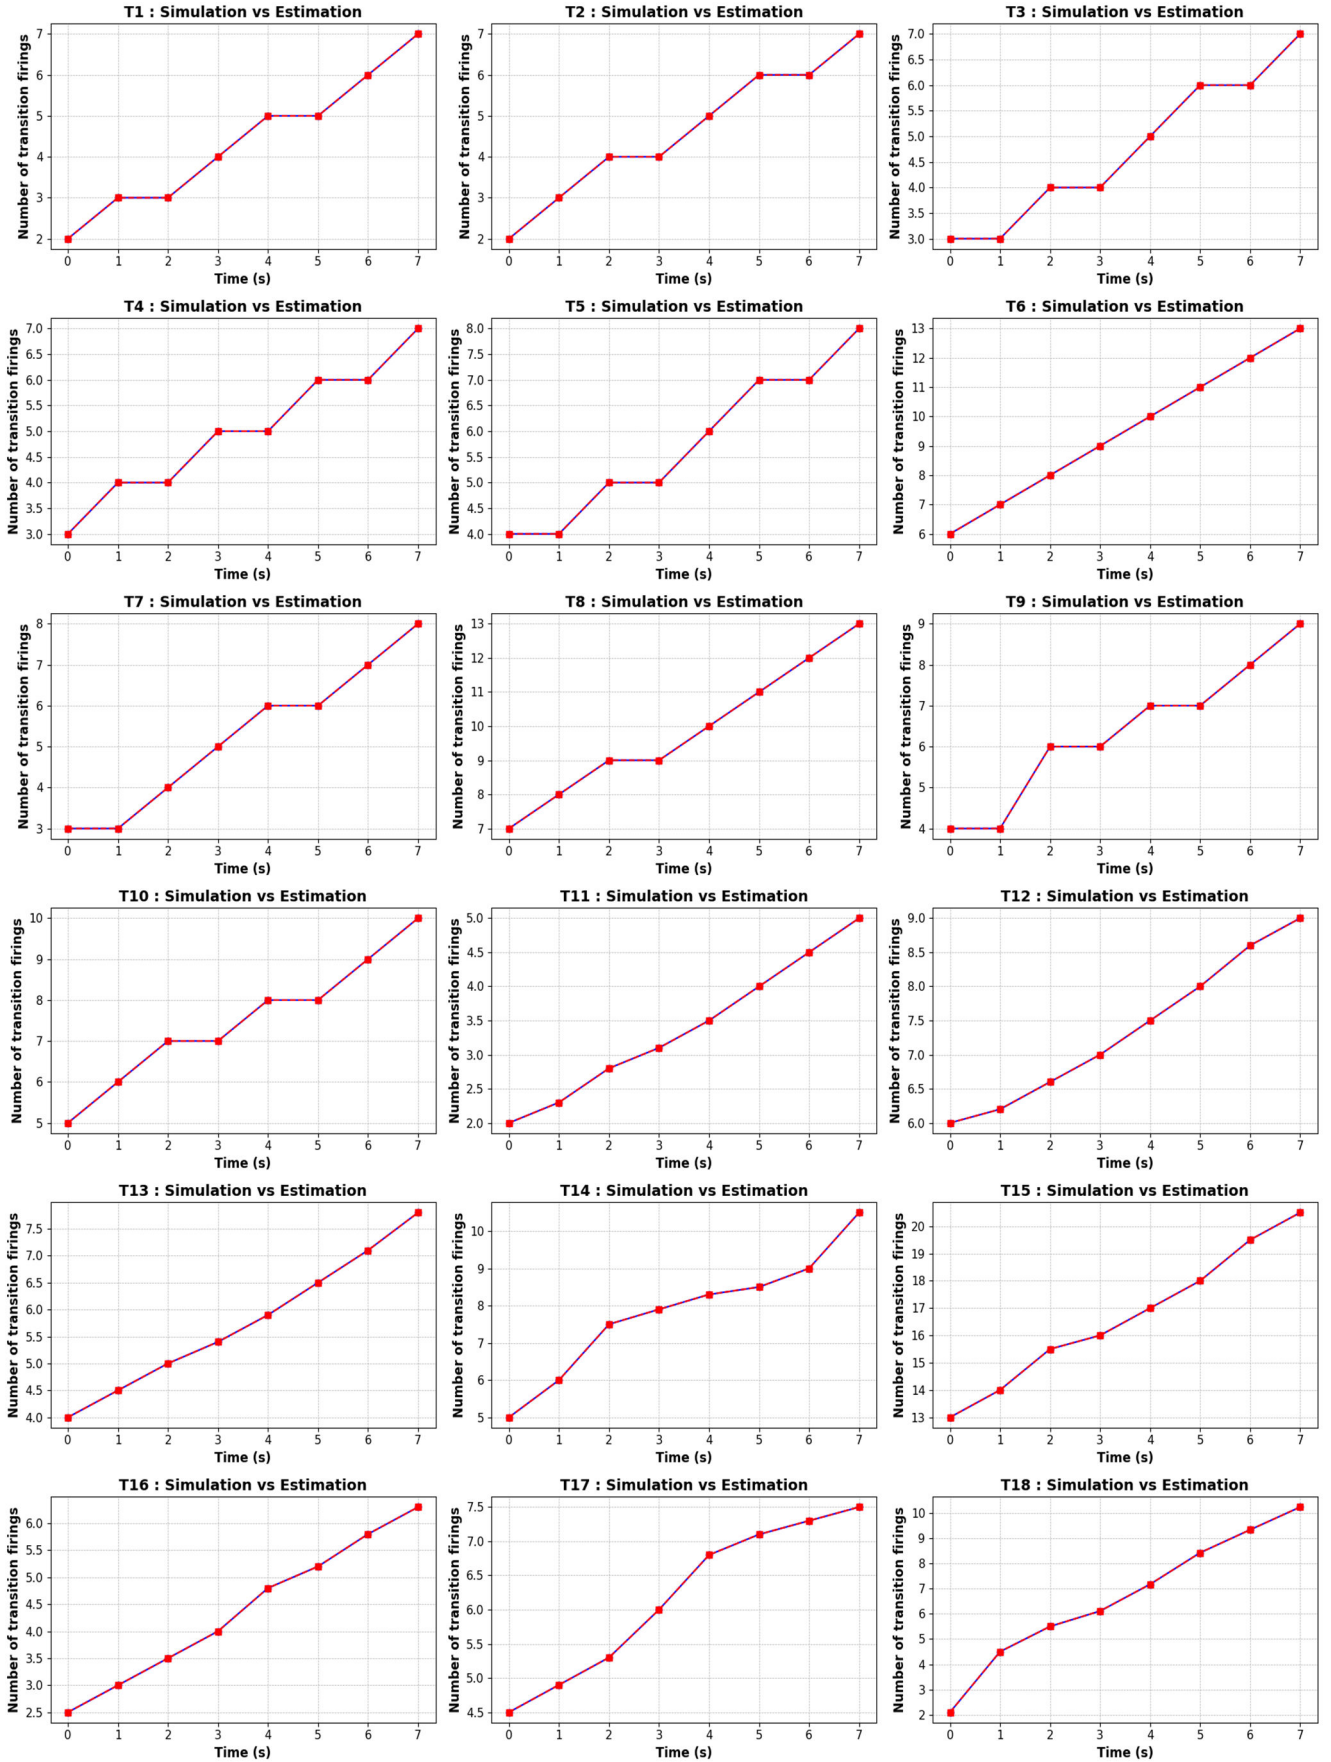 T1 : Simulation vs Estimation
Number of transition firings
7
6
5
4
3
2
0 1 2 3 4 5 6 7
Time (s)
T2 : Simulation vs Estimation
Number of transition firings
7
6
5
4
3
2
0 1 2 3 4 5 6 7
Time (s)
T3 : Simulation vs Estimation
Number of transition firings
7.0
6.5
6.0
5.5
5.0
4.5
4.0
3.5
3.0
0 1 2 3 4 5 6 7
Time (s)
T4 : Simulation vs Estimation
Number of transition firings
7.0
6.5
6.0
5.5
5.0
4.5
4.0
3.5
3.0
0 1 2 3 4 5 6 7
Time (s)
T5 : Simulation vs Estimation
Number of transition firings
8.0
7.5
7.0
6.5
6.0
5.5
5.0
4.5
4.0
0 1 2 3 4 5 6 7
Time (s)
T6 : Simulation vs Estimation
Number of transition firings
13
12
11
10
9
8
7
6
0 1 2 3 4 5 6 7
Time (s)
T7 : Simulation vs Estimation
Number of transition firings
8
7
6
5
4
3
0 1 2 3 4 5 6 7
Time (s)
T8 : Simulation vs Estimation
Number of transition firings
13
12
11
10
9
8
7
0 1 2 3 4 5 6 7
Time (s)
T9 : Simulation vs Estimation
Number of transition firings
9
8
7
6
5
4
0 1 2 3 4 5 6 7
Time (s)
T10 : Simulation vs Estimation
Number of transition firings
10
9
8
7
6
5
0 1 2 3 4 5 6 7
Time (s)
T11 : Simulation vs Estimation
Number of transition firings
5.0
4.5
4.0
3.5
3.0
2.5
2.0
0 1 2 3 4 5 6 7
Time (s)
T12 : Simulation vs Estimation
Number of transition firings
9.0
8.5
8.0
7.5
7.0
6.5
6.0
0 1 2 3 4 5 6 7
Time (s)
T13 : Simulation vs Estimation
Number of transition firings
7.5
7.0
6.5
6.0
5.5
5.0
4.5
4.0
0 1 2 3 4 5 6 7
Time (s)
T14 : Simulation vs Estimation
Number of transition firings
10
9
8
7
6
5
0 1 2 3 4 5 6 7
Time (s)
T15 : Simulation vs Estimation
Number of transition firings
20
19
18
17
16
15
14
13
0 1 2 3 4 5 6 7
Time (s)
T16 : Simulation vs Estimation
Number of transition firings
6.0
5.5
5.0
4.5
4.0
3.5
3.0
2.5
0 1 2 3 4 5 6 7
Time (s)
T17 : Simulation vs Estimation
Number of transition firings
7.5
7.0
6.5
6.0
5.5
5.0
4.5
0 1 2 3 4 5 6 7
Time (s)
T18 : Simulation vs Estimation
Number of transition firings
10
9
8
7
6
5
4
3
2
0 1 2 3 4 5 6 7
Time (s)